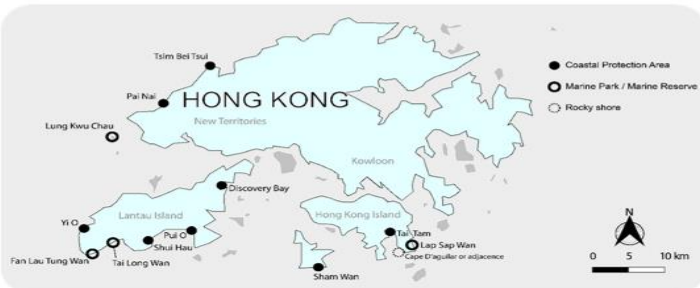 Tsim Bei Tsui
Coastal Protection Area
Pai Nai
HONG KONG
Marine Park / Marine Reserve
New Territories
Rocky shore
Lung Kwu Chau
Kowloon
Discovery Bay
Lantau Island
Hong Kong Island
N
Yi O
Pui O
Tai Tam
Shui Hau
Lap Sap Wan
Fan Lau Tung Wan
Tai Long Wan
Cape D'aguilar or adjacence
0 5 10 km
Sham Wan